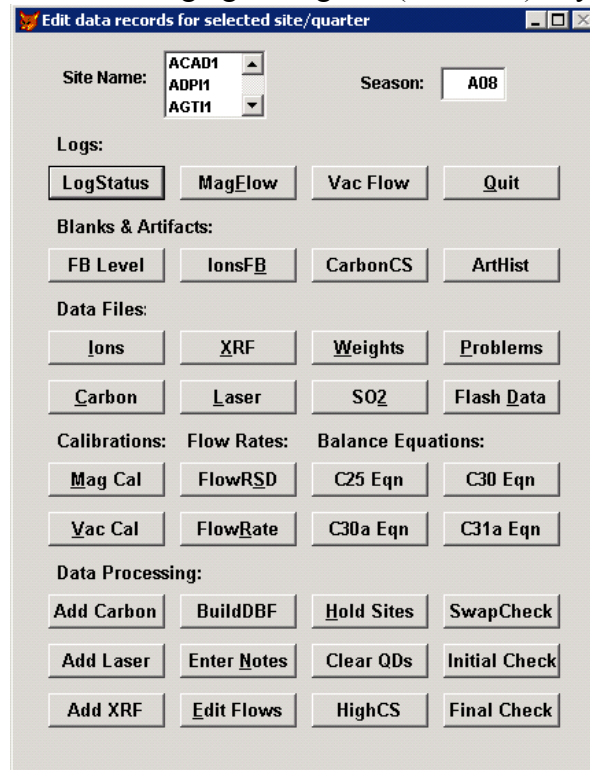 Edit data records for selected site/quarter
Site Name:
ACAD1
ADPI1
AGTI1
Season:
A08
Logs:
LogStatus MagFlow Vac Flow Quit
Blanks & Artifacts:
FB Level IonsFB CarbonCS ArtHist
Data Files:
Ions XRF Weights Problems
Carbon Laser SO2 Flash Data
Calibrations: Flow Rates: Balance Equations:
Mag Cal FlowRSD C25 Eqn C30 Eqn
Vac Cal FlowRate C30a Eqn C31a Eqn
Data Processing:
Add Carbon BuildDBF Hold Sites SwapCheck
Add Laser Enter Notes Clear QDs Initial Check
Add XRF Edit Flows HighCS Final Check